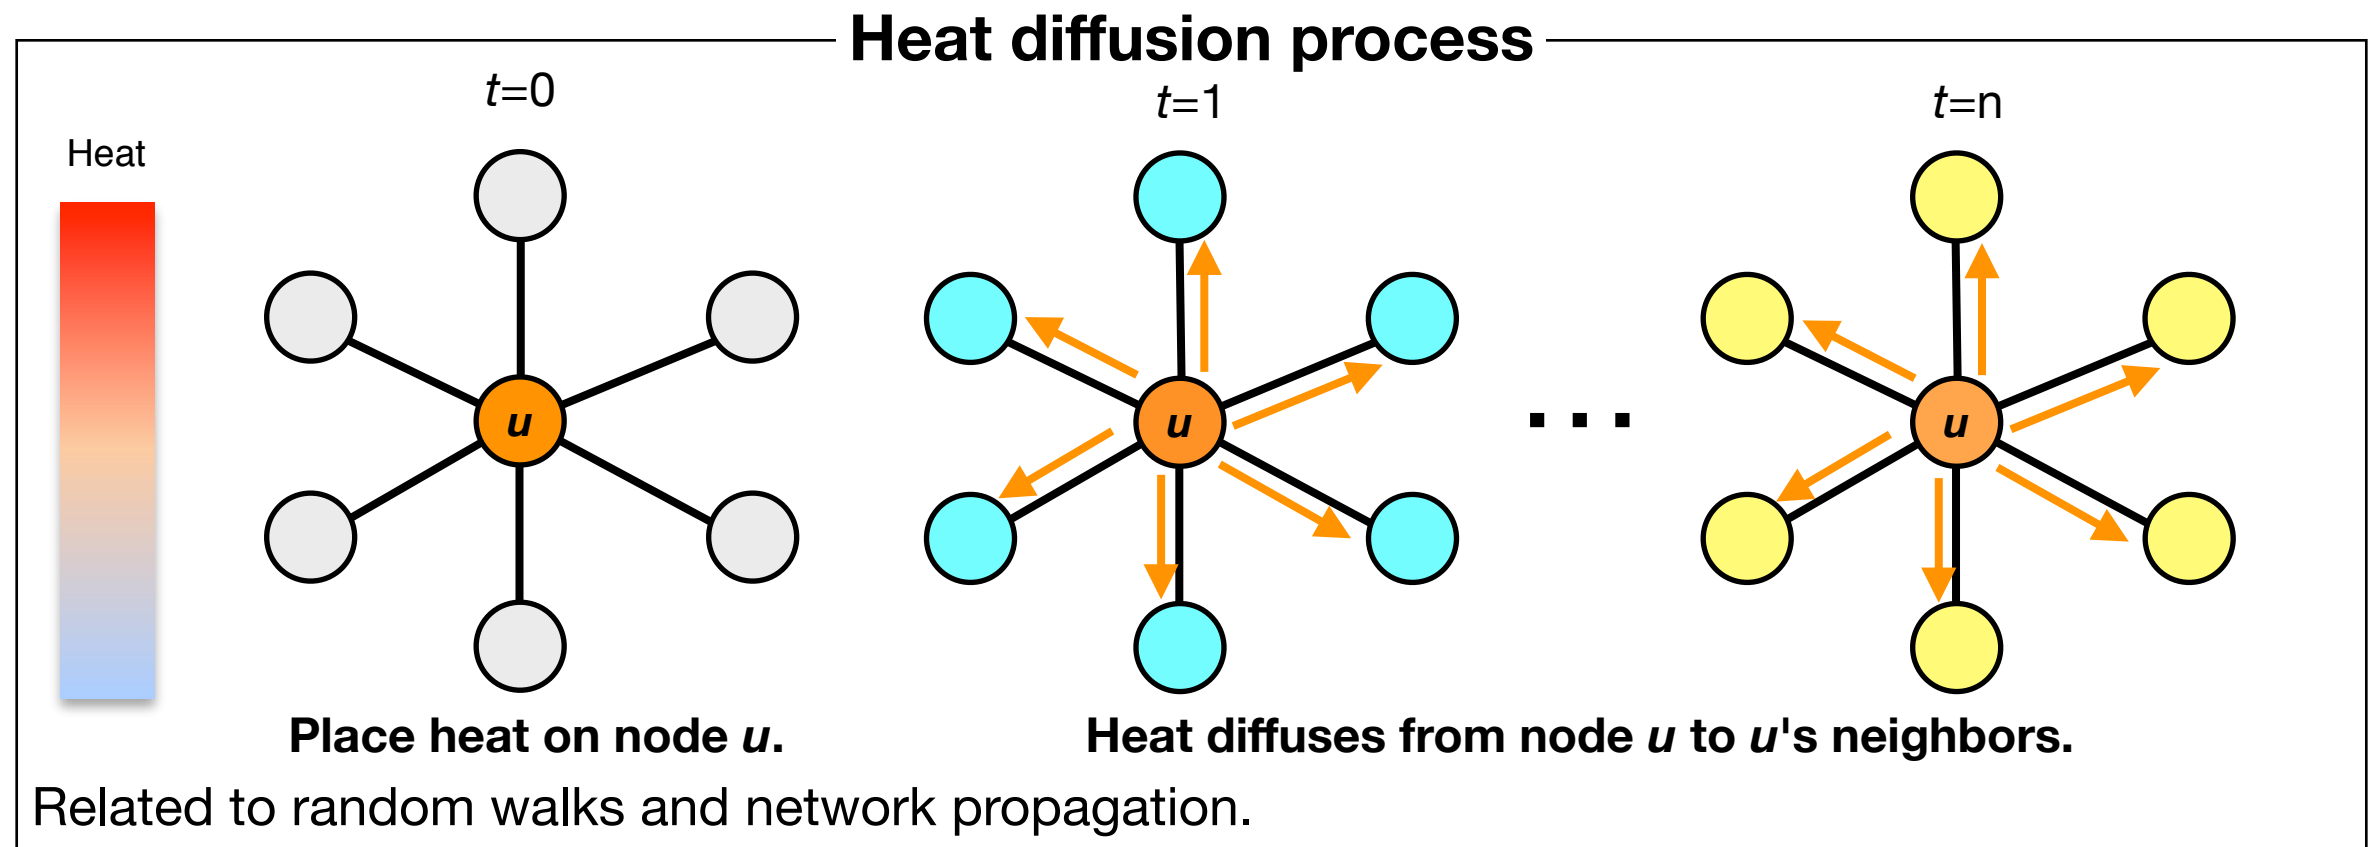 Heat diffusion process
t=0
t=1
t=n
Heat
u
u
...
u
Place heat on node u.
Heat diffuses from node u to u's neighbors.
Related to random walks and network propagation.